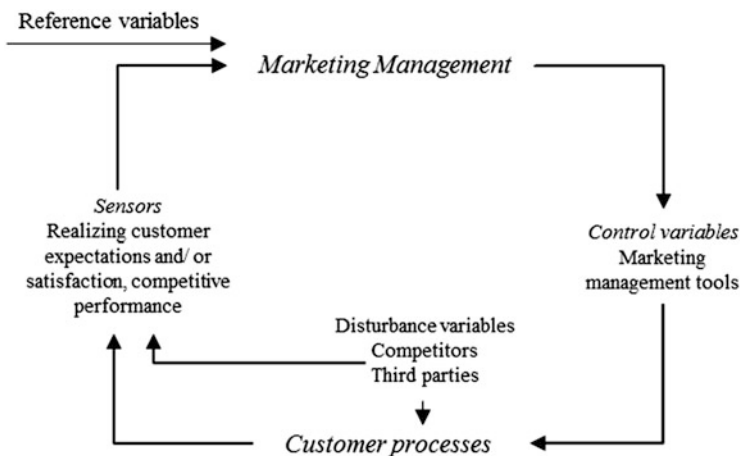 Reference variables
Marketing Management
Sensors
Realizing customer
expectations and/ or
satisfaction, competitive
performance
Control variables
Marketing
management tools
Disturbance variables
Competitors
Third parties
Customer processes